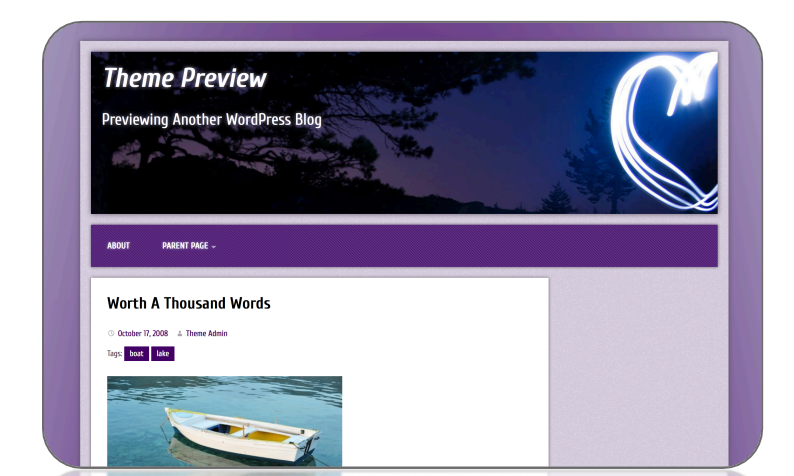 Theme Preview
Previewing Another WordPress Blog
ABOUT PARENT PAGE
Worth A Thousand Words
October 17, 2008 Theme Admin
Tags: boat lake